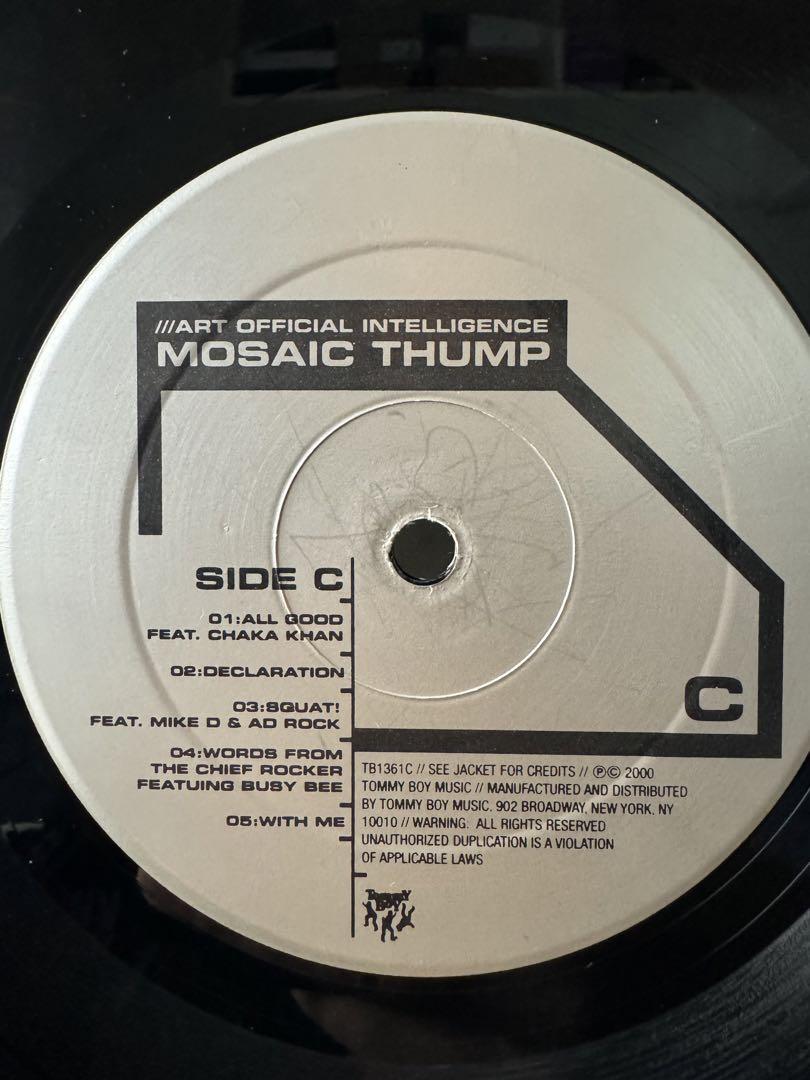 ///ART OFFICIAL INTELLIGENCE
MOSAIC THUMP
SIDE C
01:ALL GOOD
FEAT. CHAKA KHAN
02:DECLARATION
03:SQUAT!
FEAT. MIKE D & AD ROCK
04:WORDS FROM
THE CHIEF ROCKER
FEATUING BUSY BEE
05:WITH ME
C
TB1361C // SEE JACKET FOR CREDITS // ℗© 2000
TOMMY BOY MUSIC // MANUFACTURED AND DISTRIBUTED
BY TOMMY BOY MUSIC. 902 BROADWAY, NEW YORK, NY
10010 // WARNING. ALL RIGHTS RESERVED
UNAUTHORIZED DUPLICATION IS A VIOLATION
OF APPLICABLE LAWS
TOMMY
BOY